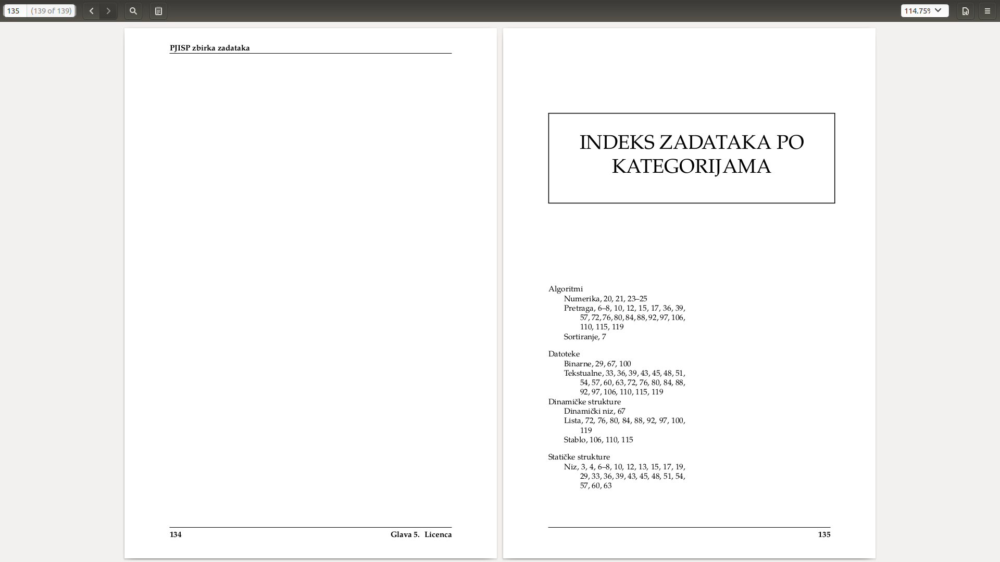 135 (139 of 139) 114.75%
PJISP zbirka zadataka
134 Glava 5. Licenca
INDEKS ZADATAKA PO
KATEGORIJAMA
Algoritmi
Numerika, 20, 21, 23–25
Pretraga, 6–8, 10, 12, 15, 17, 36, 39,
57, 72, 76, 80, 84, 88, 92, 97, 106,
110, 115, 119
Sortiranje, 7
Datoteke
Binarne, 29, 67, 100
Tekstualne, 33, 36, 39, 43, 45, 48, 51,
54, 57, 60, 63, 72, 76, 80, 84, 88,
92, 97, 106, 110, 115, 119
Dinamičke strukture
Dinamički niz, 67
Lista, 72, 76, 80, 84, 88, 92, 97, 100,
119
Stablo, 106, 110, 115
Statičke strukture
Niz, 3, 4, 6–8, 10, 12, 13, 15, 17, 19,
29, 33, 36, 39, 43, 45, 48, 51, 54,
57, 60, 63
135